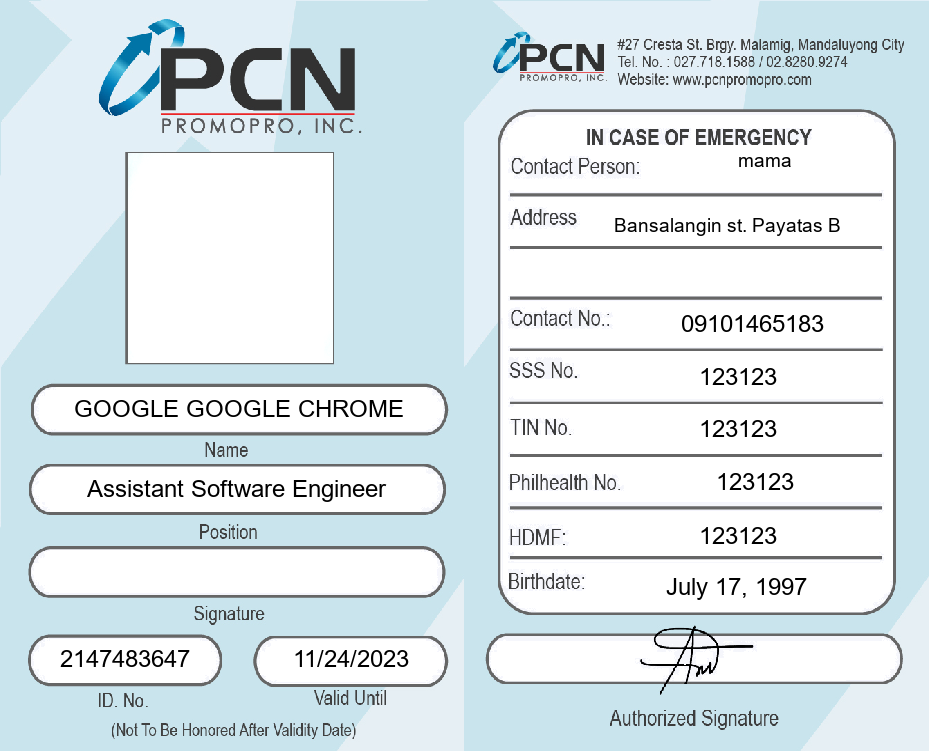 PCN
PROMOPRO, INC.
GOOGLE GOOGLE CHROME
Name
Assistant Software Engineer
Position
Signature
2147483647
ID. No.
11/24/2023
Valid Until
(Not To Be Honored After Validity Date)
PCN
PROMOPRO, INC.
#27 Cresta St. Brgy. Malamig, Mandaluyong City
Tel. No. : 027.718.1588 / 02.8280.9274
Website: www.pcnpromopro.com
IN CASE OF EMERGENCY
Contact Person: mama
Address Bansalangin st. Payatas B
Contact No.: 09101465183
SSS No. 123123
TIN No. 123123
Philhealth No. 123123
HDMF: 123123
Birthdate: July 17, 1997
Authorized Signature